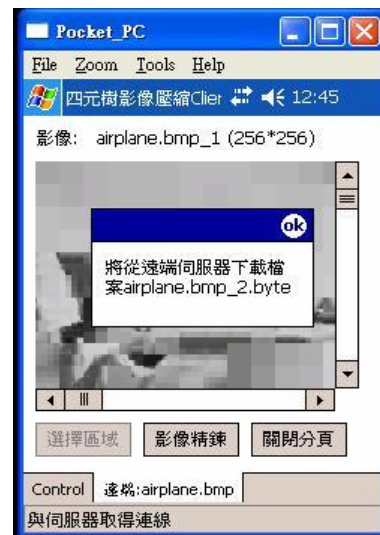 Pocket_PC
File Zoom Tools Help
四元樹影像壓縮Clier 12:45
影像: airplane.bmp_1 (256*256)
ok
將從遠端伺服器下載檔
案airplane.bmp_2.byte
選擇區域 影像精鍊 關閉分頁
Control 遠端:airplane.bmp
與伺服器取得連線